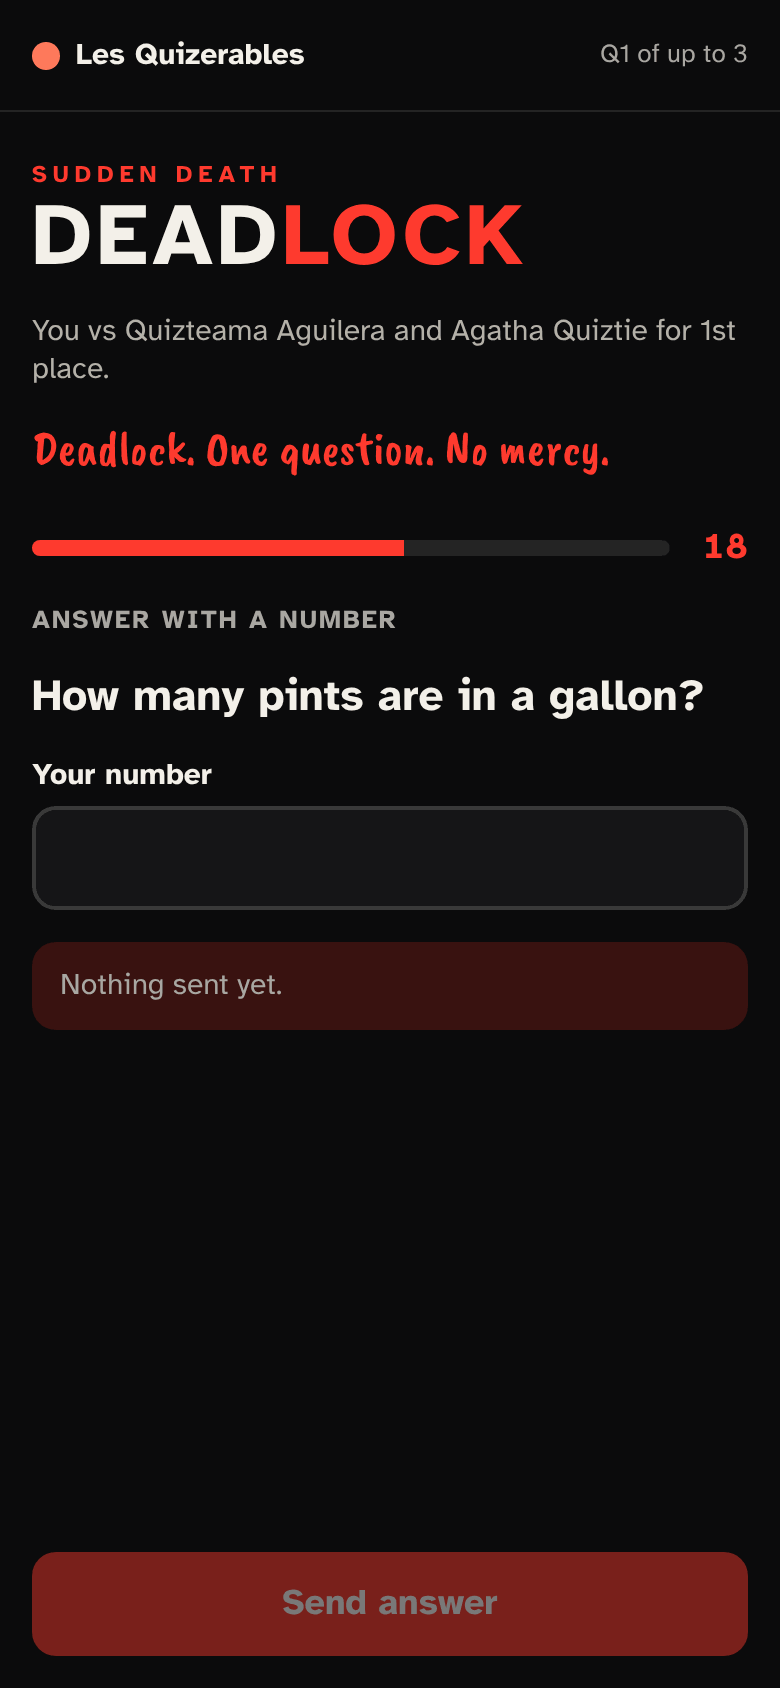 Les Quizerables
Q1 of up to 3
SUDDEN DEATH
DEADLOCK
You vs Quizteama Aguilera and Agatha Quiztie for 1st
place.
Deadlock. One question. No mercy.
18
ANSWER WITH A NUMBER
How many pints are in a gallon?
Your number
Nothing sent yet.
Send answer